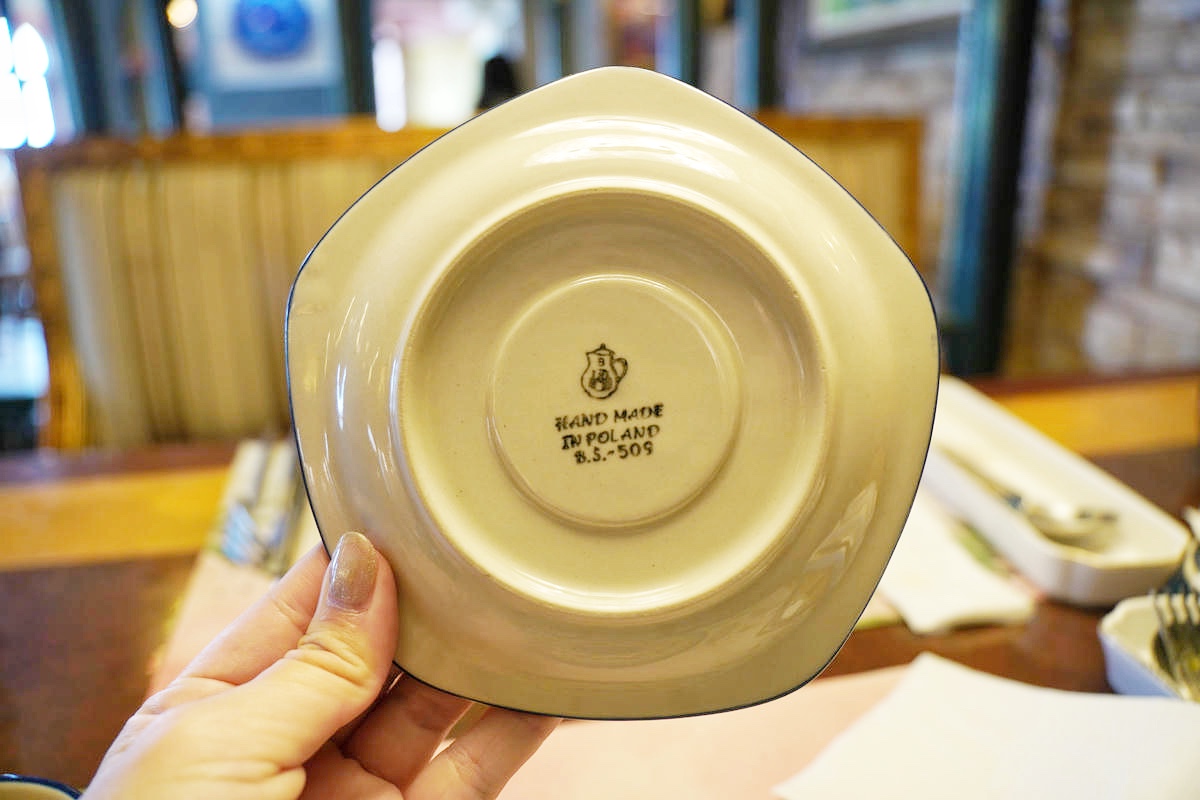 HAND MADE
IN POLAND
B.S.-509